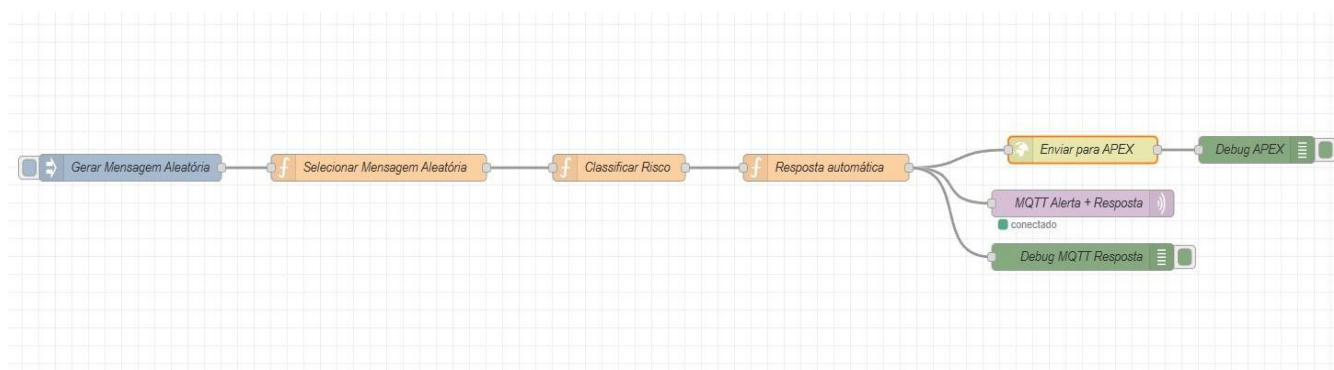 Gerar Mensagem Aleatória
Selecionar Mensagem Aleatória
Classificar Risco
Resposta automática
Enviar para APEX
Debug APEX
MQTT Alerta + Resposta
conectado
Debug MQTT Resposta